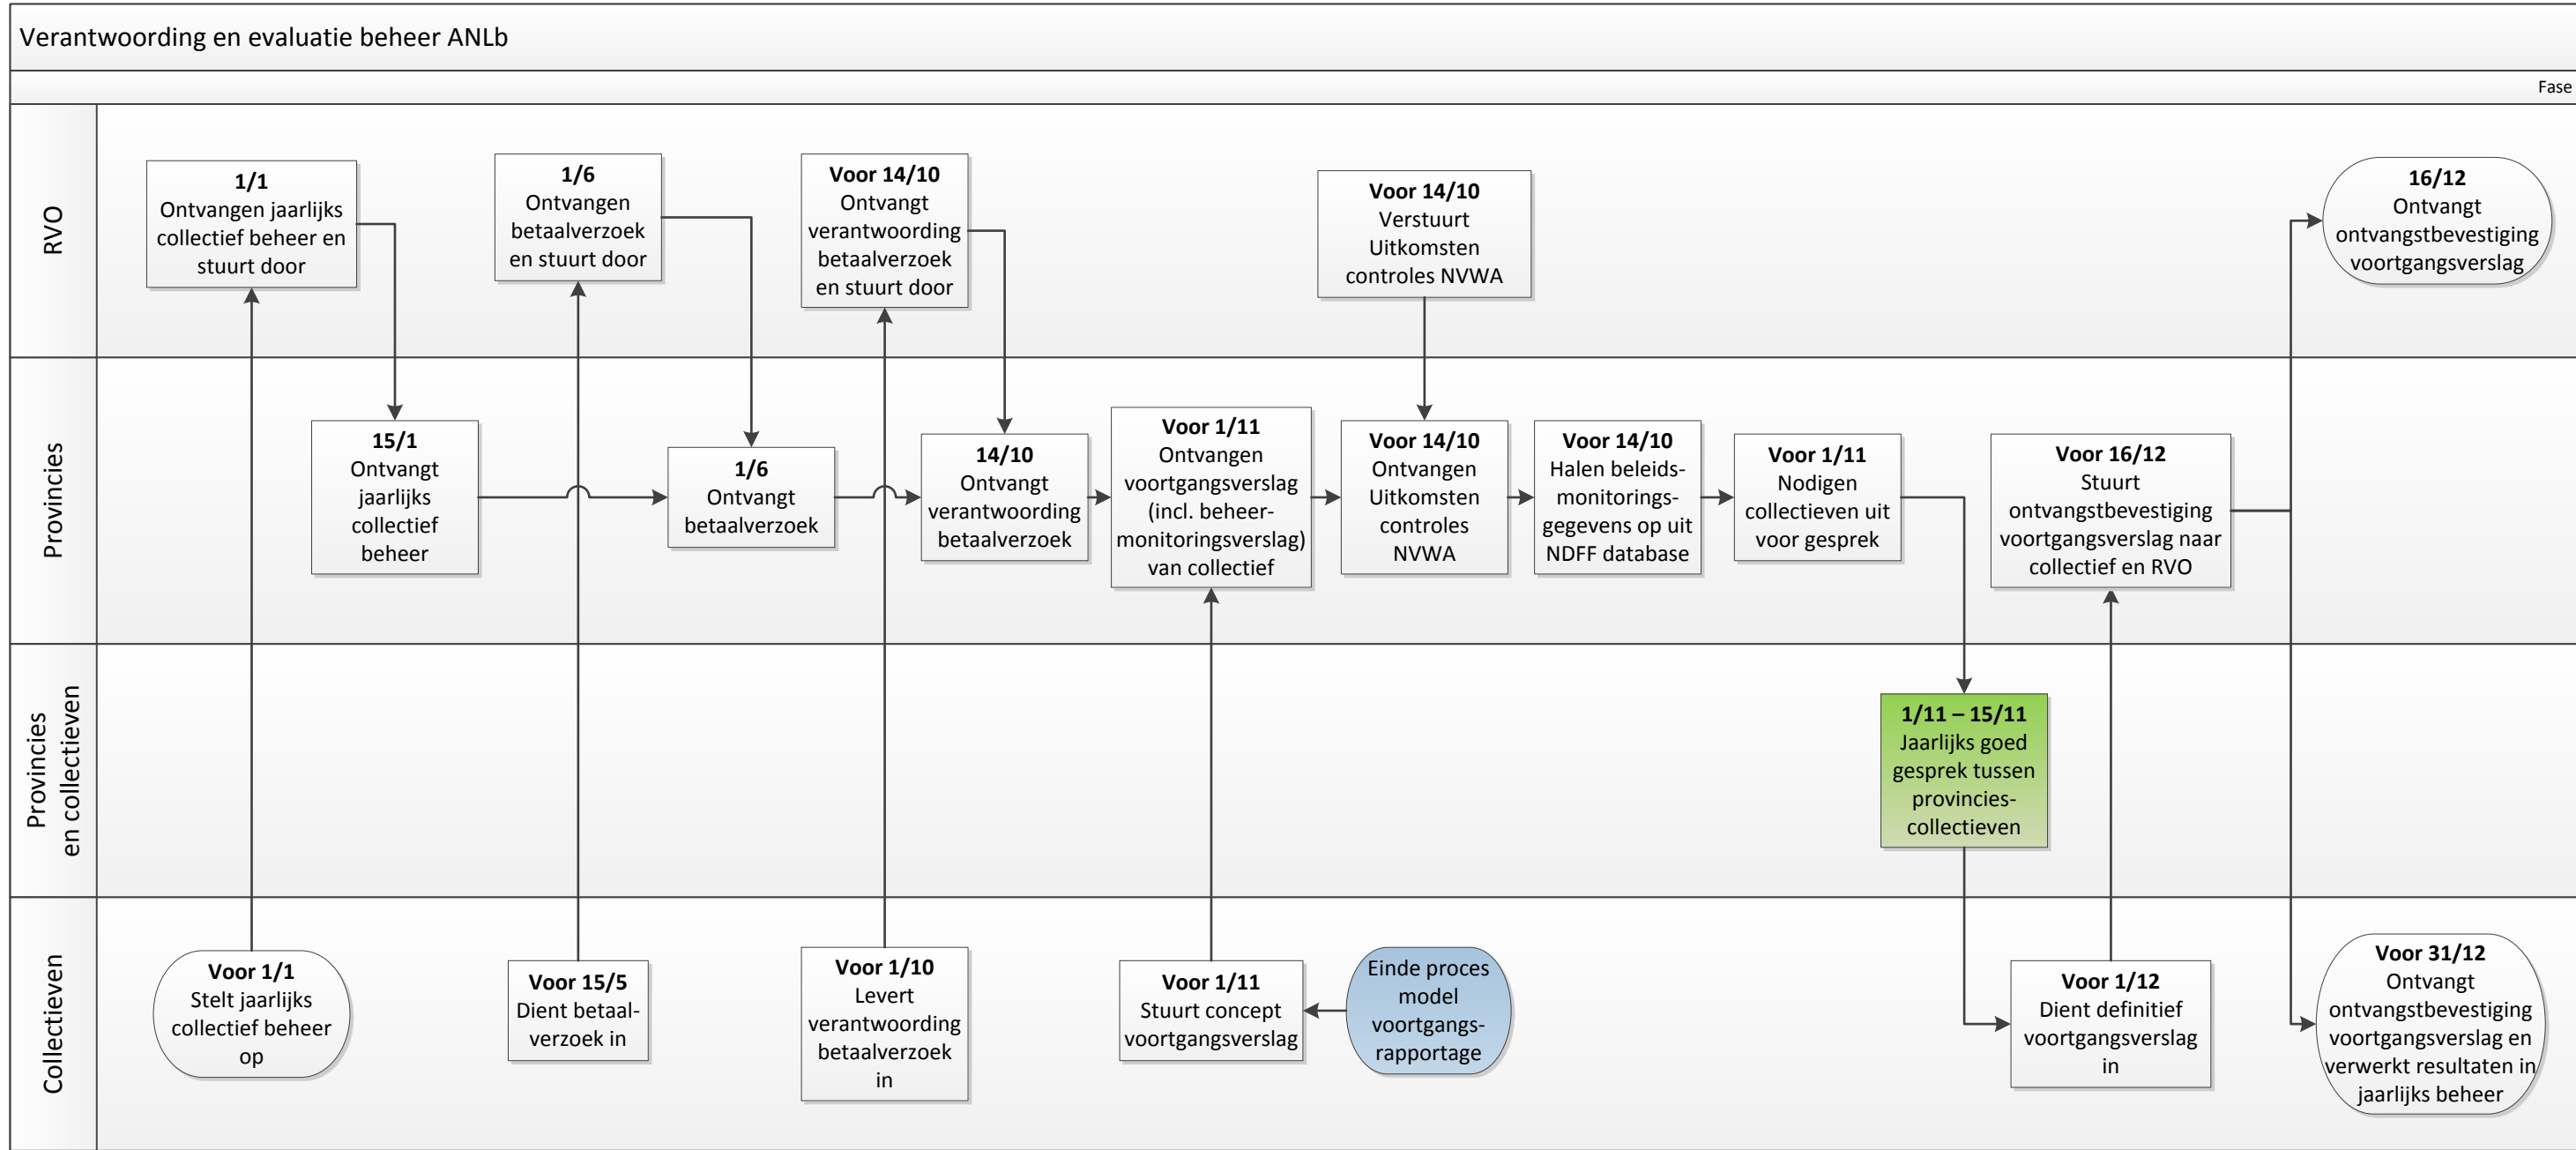 Verantwoording en evaluatie beheer ANLb
Fase
RVO
1/1
Ontvangen jaarlijks
collectief beheer en
stuurt door
1/6
Ontvangen
betaalverzoek
en stuurt door
Voor 14/10
Ontvangt
verantwoording
betaalverzoek
en stuurt door
Voor 14/10
Verstuurt
Uitkomsten
controles NVWA
16/12
Ontvangt
ontvangstbevestiging
voortgangsverslag
Provincies
15/1
Ontvangt
jaarlijks
collectief
beheer
1/6
Ontvangt
betaalverzoek
14/10
Ontvangt
verantwoording
betaalverzoek
Voor 1/11
Ontvangen
voortgangsverslag
(incl. beheer-
monitoringsverslag)
van collectief
Voor 14/10
Ontvangen
Uitkomsten
controles
NVWA
Voor 14/10
Halen beleids-
monitorings-
gegevens op uit
NDFF database
Voor 1/11
Nodigen
collectieven uit
voor gesprek
Voor 16/12
Stuurt
ontvangstbevestiging
voortgangsverslag naar
collectief en RVO
Provincies
en collectieven
1/11 – 15/11
Jaarlijks goed
gesprek tussen
provincies-
collectieven
Collectieven
Voor 1/1
Stelt jaarlijks
collectief beheer
op
Voor 15/5
Dient betaal-
verzoek in
Voor 1/10
Levert
verantwoording
betaalverzoek
in
Voor 1/11
Stuurt concept
voortgangsverslag
Einde proces
model
voortgangs-
rapportage
Voor 1/12
Dient definitief
voortgangsverslag
in
Voor 31/12
Ontvangt
ontvangstbevestiging
voortgangsverslag en
verwerkt resultaten in
jaarlijks beheer